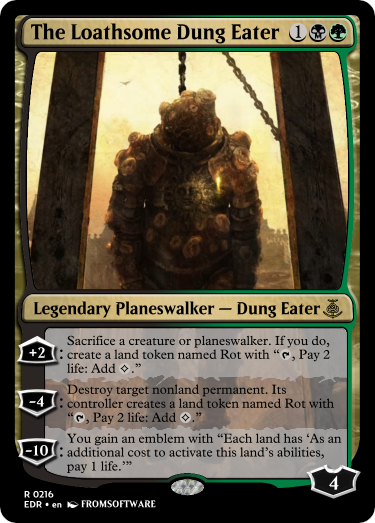 The Loathsome Dung Eater 1
Legendary Planeswalker — Dung Eater
+2: Sacrifice a creature or planeswalker. If you do,
create a land token named Rot with “, Pay 2
life: Add .”
-4: Destroy target nonland permanent. Its
controller creates a land token named Rot with
“, Pay 2 life: Add .”
-10: You gain an emblem with “Each land has ‘As an
additional cost to activate this land’s abilities,
pay 1 life.’”
4
R 0216
EDR • en FROMSOFTWARE